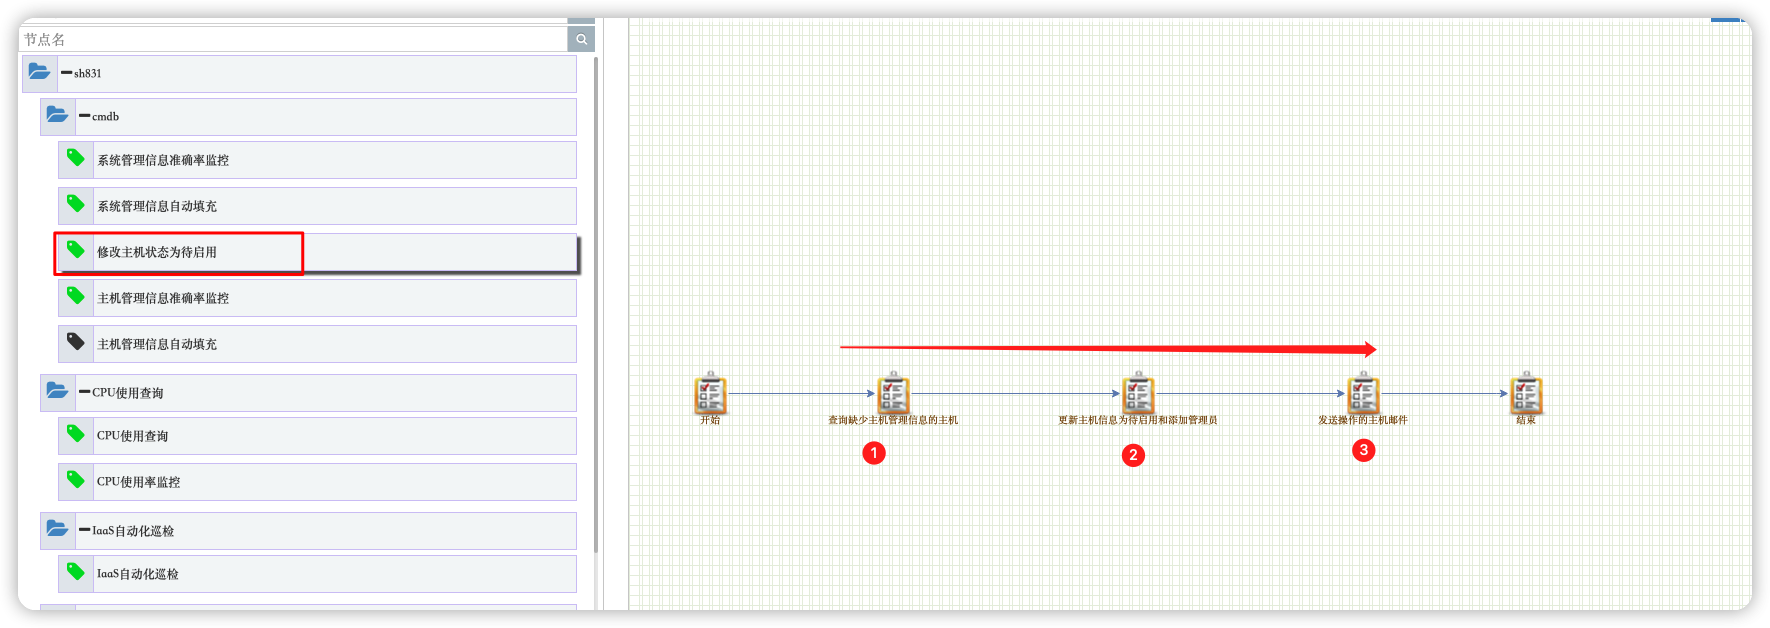 节点名
sh831
cmdb
系统管理信息准确率监控
系统管理信息自动填充
修改主机状态为待启用
主机管理信息准确率监控
主机管理信息自动填充
CPU使用查询
CPU使用查询
CPU使用率监控
IaaS自动化巡检
IaaS自动化巡检
开始
查询缺少主机管理信息的主机
更新主机信息为待启用和添加管理员
发送操作的主机邮件
结束
1
2
3